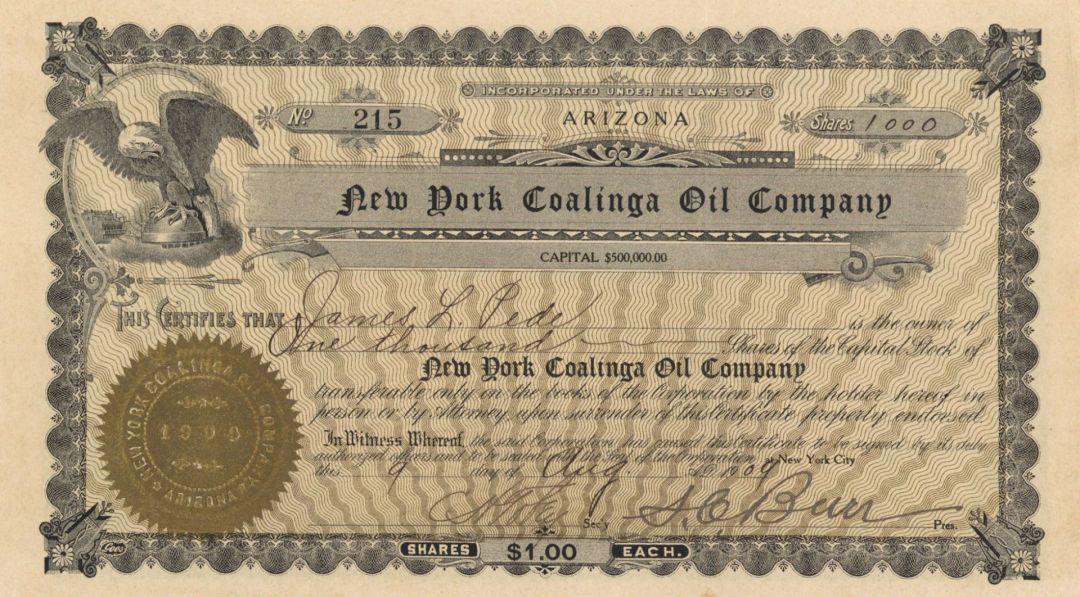 INCORPORATED UNDER THE LAWS OF
No 215
ARIZONA
Shares 1000
New York Coalinga Oil Company
CAPITAL $500,000.00
THIS CERTIFIES THAT James L. is the owner of
One thousand Shares of the Capital Stock of
New York Coalinga Oil Company
transferable only on the books of the Corporation by the holder hereof in
person or by Attorney, upon surrender of this Certificate properly endorsed.
In Witness Whereof, the said Corporation has caused this Certificate to be signed by its duly
authorized officers and to be sealed with the Seal of the Corporation at New York City
this 9 day of Aug A.D. 1909
Sec'y Pres.
NEW YORK COALINGA OIL COMPANY
1909
ARIZONA
SHARES $1.00 EACH.